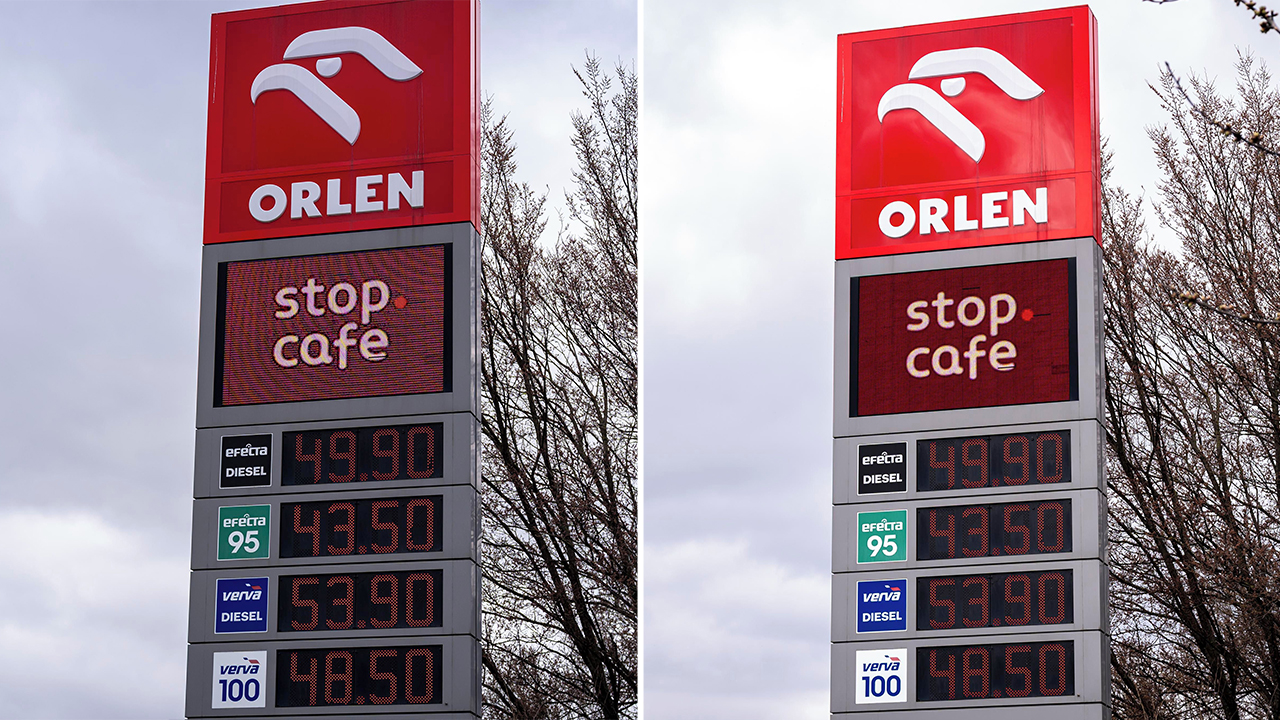 ORLEN
stop.
cafe
efecta
DIESEL
49.90
efecta
95
43.50
verva
DIESEL
53.90
verva
100
48.50
ORLEN
stop.
cafe
efecta
DIESEL
49.90
efecta
95
43.50
verva
DIESEL
53.90
verva
100
48.50